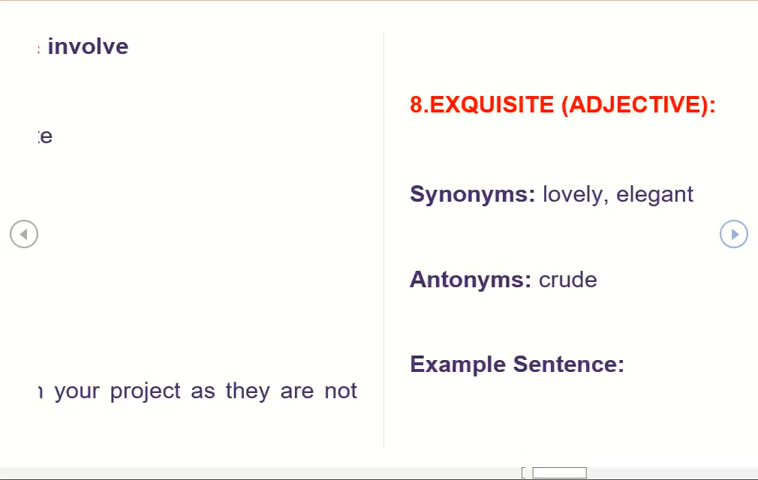 involve
your project as they are not
8.EXQUISITE (ADJECTIVE):
Synonyms: lovely, elegant
Antonyms: crude
Example Sentence: